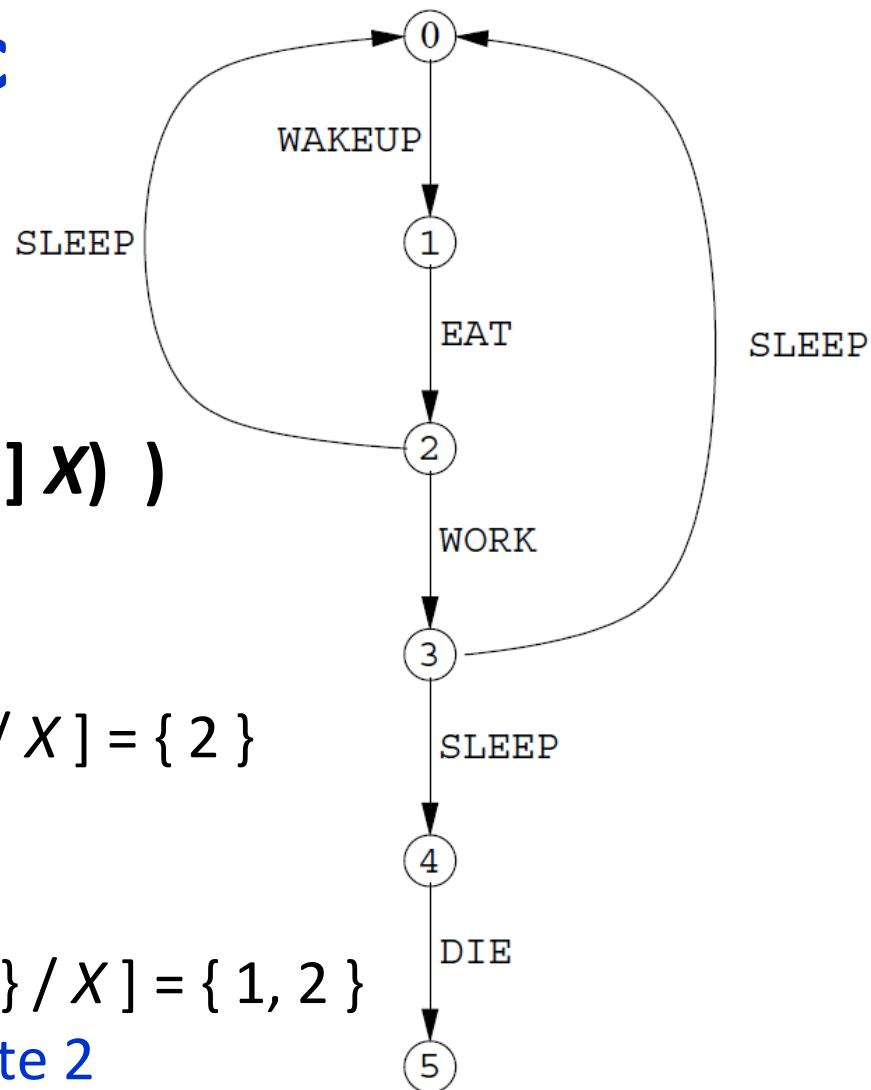 C
0
WAKEUP
SLEEP
1
EAT
SLEEP
2
] X) )
WORK
3
/ X ] = { 2 }
SLEEP
4
DIE
} / X ] = { 1, 2 }
te 2
5